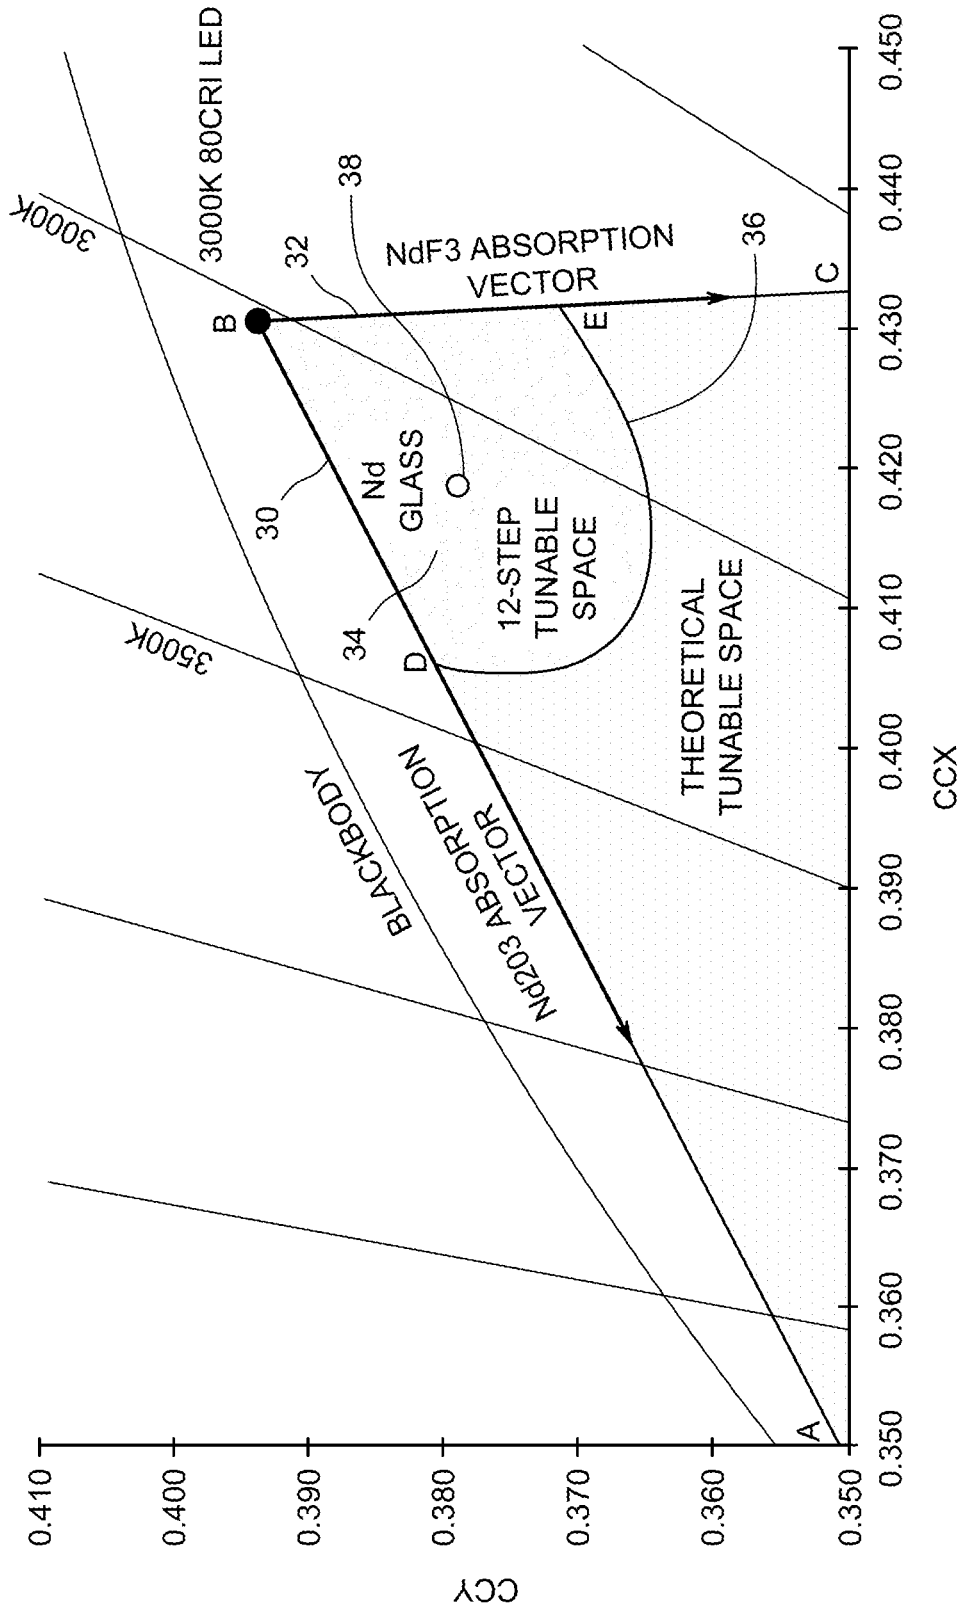 CCY
0.410
0.400
0.390
0.380
0.370
0.360
0.350
0.350
0.360
0.370
0.380
0.390
0.400
0.410
0.420
0.430
0.440
0.450
CCX
3000K
3500K
3000K 80CRI LED
BLACKBODY
Nd203 ABSORPTION
VECTOR
NdF3 ABSORPTION
VECTOR
Nd
GLASS
12-STEP
TUNABLE
SPACE
THEORETICAL
TUNABLE SPACE
A
B
C
D
E
30
32
34
36
38